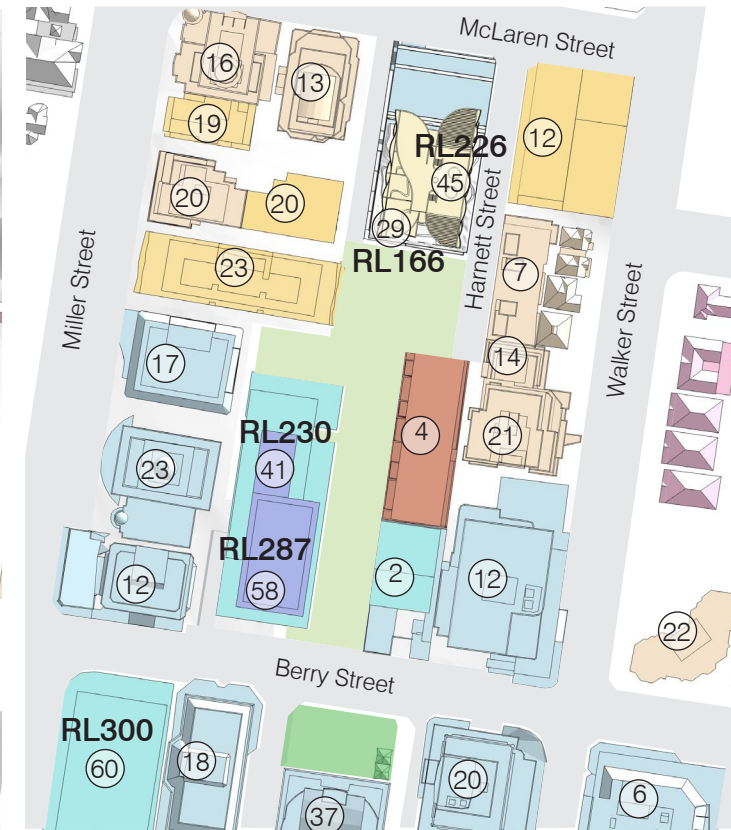 McLaren Street
16
13
19
12
RL226
45
20
20
29
RL166
Harnett Street
7
23
Miller Street
Walker Street
17
14
4
21
RL230
41
23
RL287
58
12
2
12
22
Berry Street
RL300
60
18
20
6
37